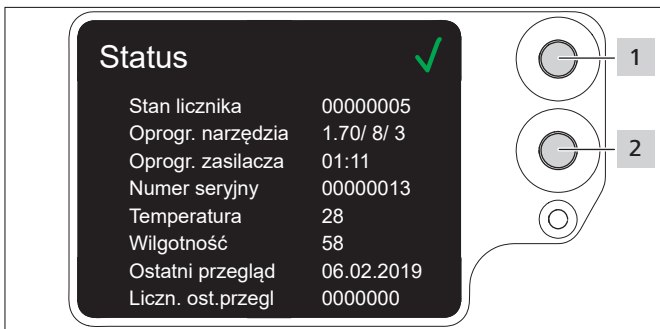 Status
Stan licznika 00000005
Oprogr. narzędzia 1.70/ 8/ 3
Oprogr. zasilacza 01:11
Numer seryjny 00000013
Temperatura 28
Wilgotność 58
Ostatni przegląd 06.02.2019
Liczn. ost.przegl 0000000
1
2